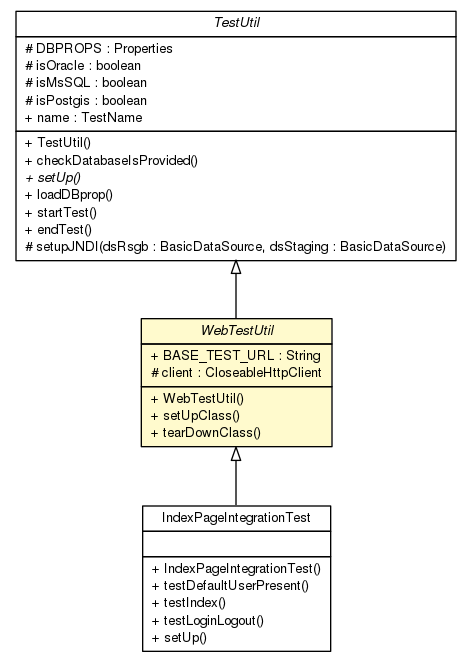 TestUtil
# DBPROPS : Properties
# isOracle : boolean
# isMsSQL : boolean
# isPostgis : boolean
+ name : TestName
+ TestUtil()
+ checkDatabaseIsProvided()
+ setUp()
+ loadDBprop()
+ startTest()
+ endTest()
# setupJNDI(dsRsgb : BasicDataSource, dsStaging : BasicDataSource)
WebTestUtil
+ BASE_TEST_URL : String
# client : CloseableHttpClient
+ WebTestUtil()
+ setUpClass()
+ tearDownClass()
IndexPageIntegrationTest
+ IndexPageIntegrationTest()
+ testDefaultUserPresent()
+ testIndex()
+ testLoginLogout()
+ setUp()